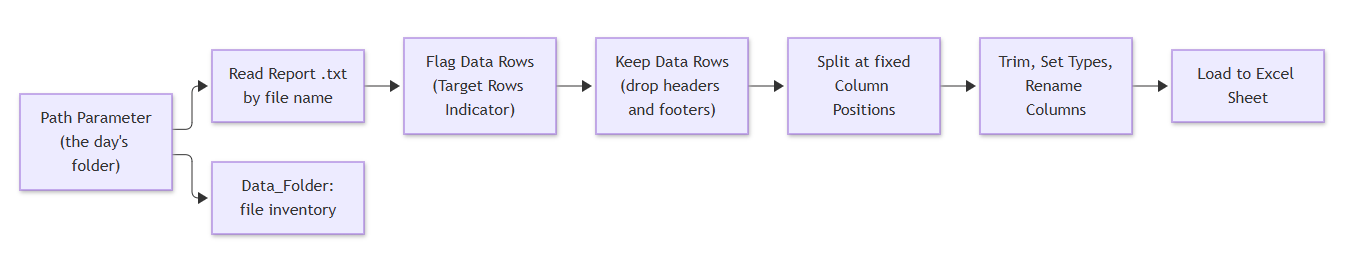 Path Parameter
(the day's
folder)
Read Report .txt
by file name
Data_Folder:
file inventory
Flag Data Rows
(Target Rows
Indicator)
Keep Data Rows
(drop headers
and footers)
Split at fixed
Column
Positions
Trim, Set Types,
Rename
Columns
Load to Excel
Sheet